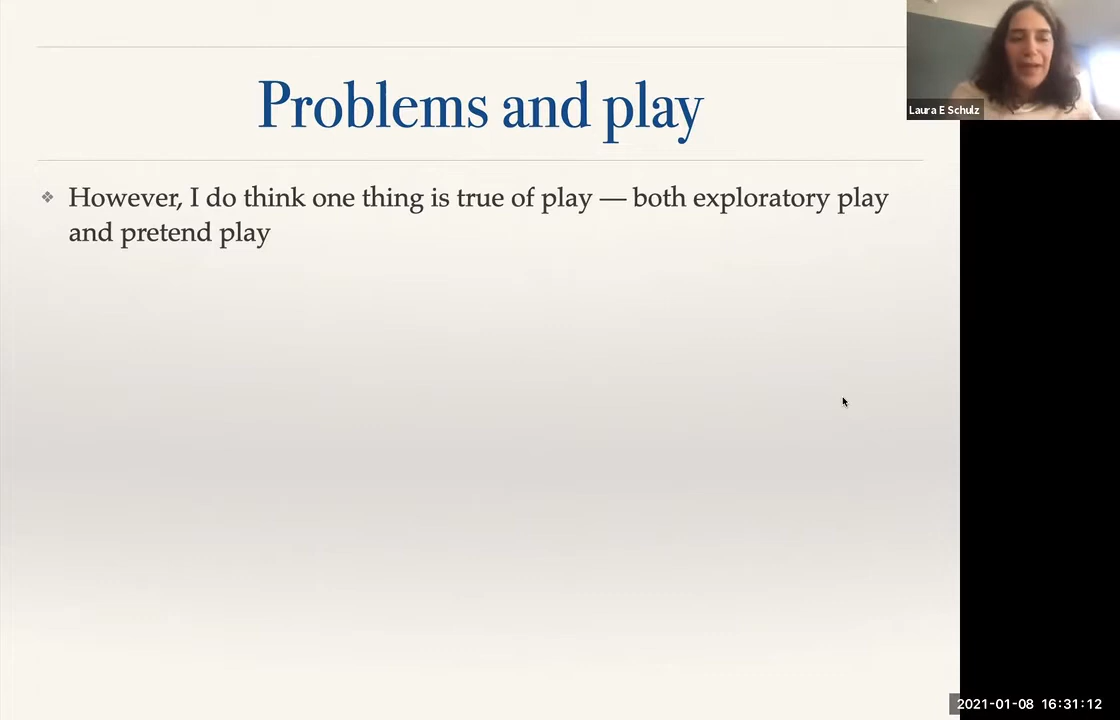 Problems and play
Laura E Schulz
❖ However, I do think one thing is true of play — both exploratory play
and pretend play
2021-01-08 16:31:12